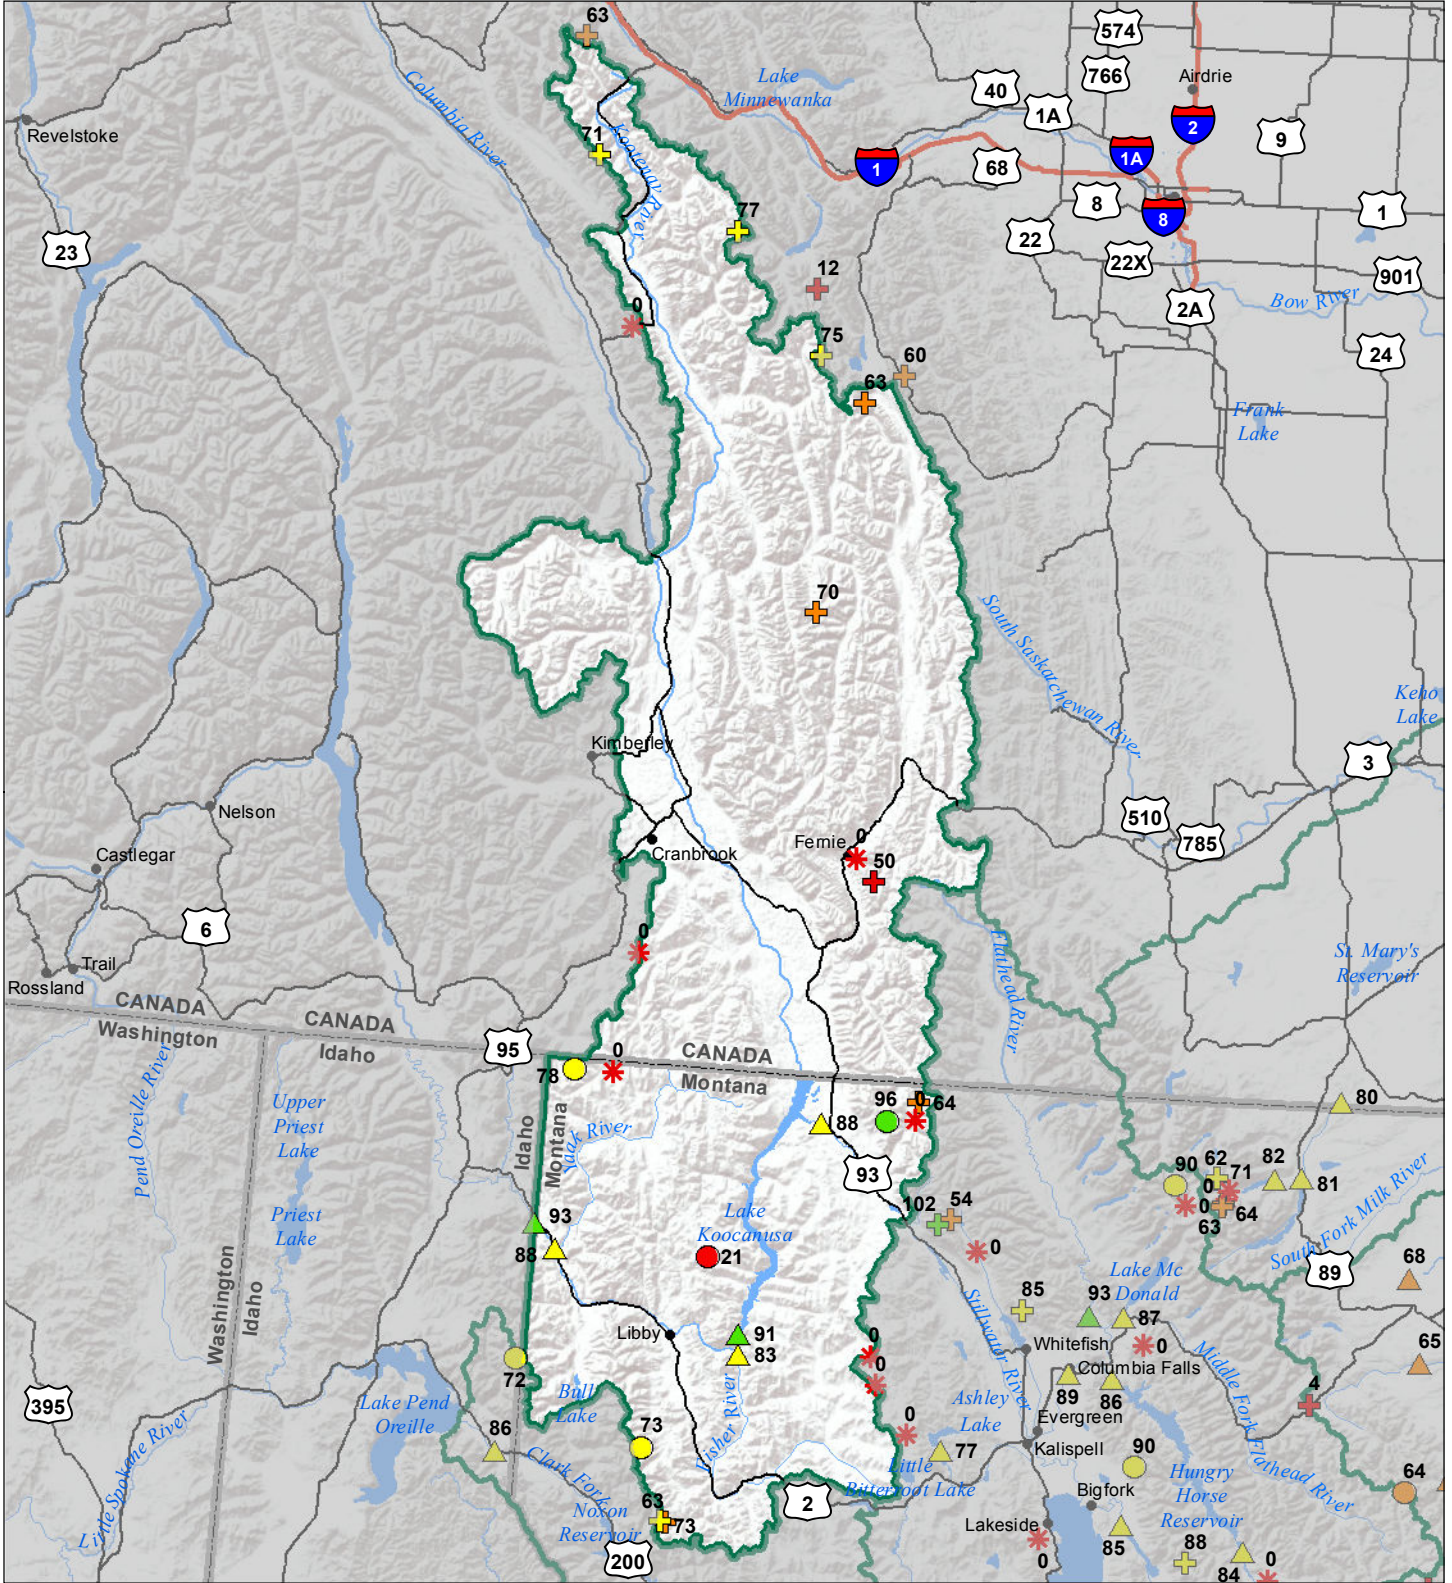 63
574
Airdrie
Lake
Minnewanka
40
766
1A
Columbia River
Revelstoke
2
9
71
Kootenay River
1
68
1A
8
8
1
77
22
23
22X
12
901
Bow River
2A
0
75
24
60
63
Frank
Lake
70
South Saskatchewan River
Keho
Lake
Kimberley
3
Nelson
510
Fernie
0
785
Castlegar
Cranbrook
50
6
0
Flathead River
St. Mary's
Reservoir
Trail
Rossland
CANADA
Washington
CANADA
Idaho
95
0
CANADA
Montana
78
Pend Oreille River
Upper
Priest
Lake
Idaho
Montana
Yaak River
96
0
64
88
80
93
90
62
71
82
0
81
0
63
64
South Fork Milk River
93
Priest
Lake
Lake
Koocanusa
102
54
88
21
0
89
68
Washington
Idaho
Lake Mc
Donald
85
93
87
Stillwater River
Libby
91
83
0
Whitefish
0
65
0
Columbia Falls
Middle Fork Flathead River
72
Bull
Lake
89
86
4
395
Lake Pend
Oreille
Ashley
Lake
0
Evergreen
86
73
Fisher River
Kalispell
77
Little Spokane River
Clark Fork
Little
Bitterroot Lake
90
Hungry
Horse
Reservoir
64
63
73
Noxon
Reservoir
2
Bigfork
Lakeside
85
200
0
88
84
0